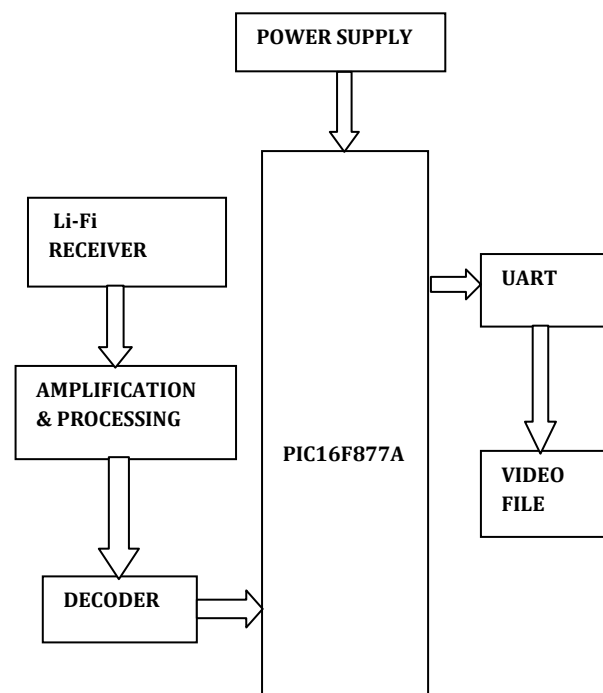 POWER SUPPLY
Li-Fi
RECEIVER
AMPLIFICATION
& PROCESSING
DECODER
PIC16F877A
UART
VIDEO
FILE